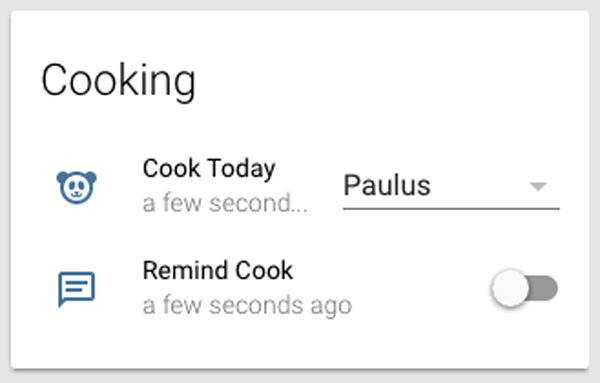 Cooking
Cook Today
a few second...
Paulus
Remind Cook
a few seconds ago